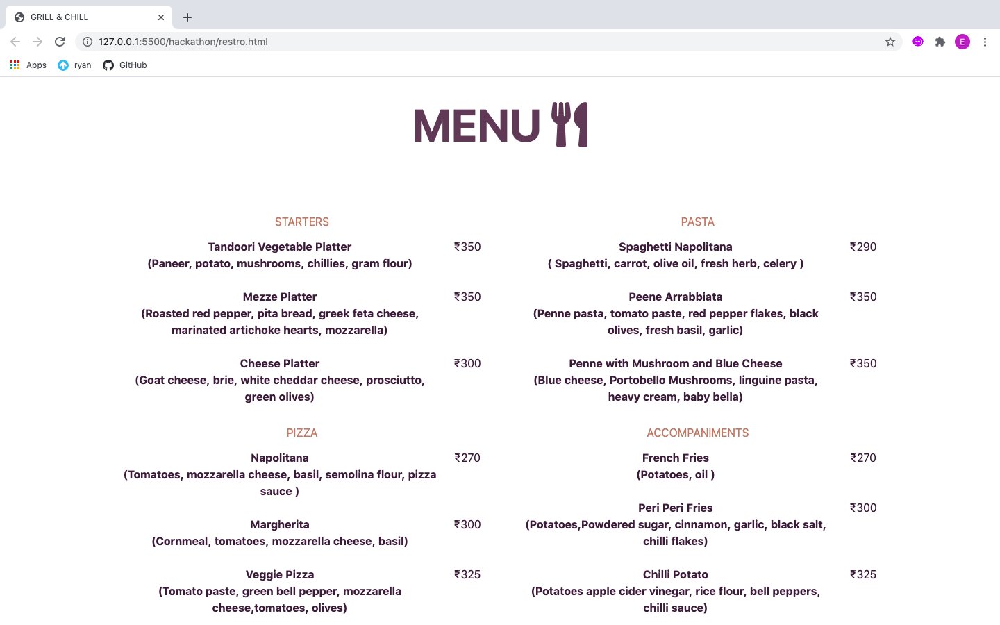 GRILL & CHILL
127.0.0.1:5500/hackathon/restro.html
E
Apps
ryan
GitHub
MENU
STARTERS
Tandoori Vegetable Platter ₹350
(Paneer, potato, mushrooms, chillies, gram flour)
Mezze Platter ₹350
(Roasted red pepper, pita bread, greek feta cheese,
marinated artichoke hearts, mozzarella)
Cheese Platter ₹300
(Goat cheese, brie, white cheddar cheese, prosciutto,
green olives)
PIZZA
Napolitana ₹270
(Tomatoes, mozzarella cheese, basil, semolina flour, pizza
sauce )
Margherita ₹300
(Cornmeal, tomatoes, mozzarella cheese, basil)
Veggie Pizza ₹325
(Tomato paste, green bell pepper, mozzarella
cheese,tomatoes, olives)
PASTA
Spaghetti Napolitana ₹290
( Spaghetti, carrot, olive oil, fresh herb, celery )
Peene Arrabbiata ₹350
(Penne pasta, tomato paste, red pepper flakes, black
olives, fresh basil, garlic)
Penne with Mushroom and Blue Cheese ₹350
(Blue cheese, Portobello Mushrooms, linguine pasta,
heavy cream, baby bella)
ACCOMPANIMENTS
French Fries ₹270
(Potatoes, oil )
Peri Peri Fries ₹300
(Potatoes,Powdered sugar, cinnamon, garlic, black salt,
chilli flakes)
Chilli Potato ₹325
(Potatoes apple cider vinegar, rice flour, bell peppers,
chilli sauce)